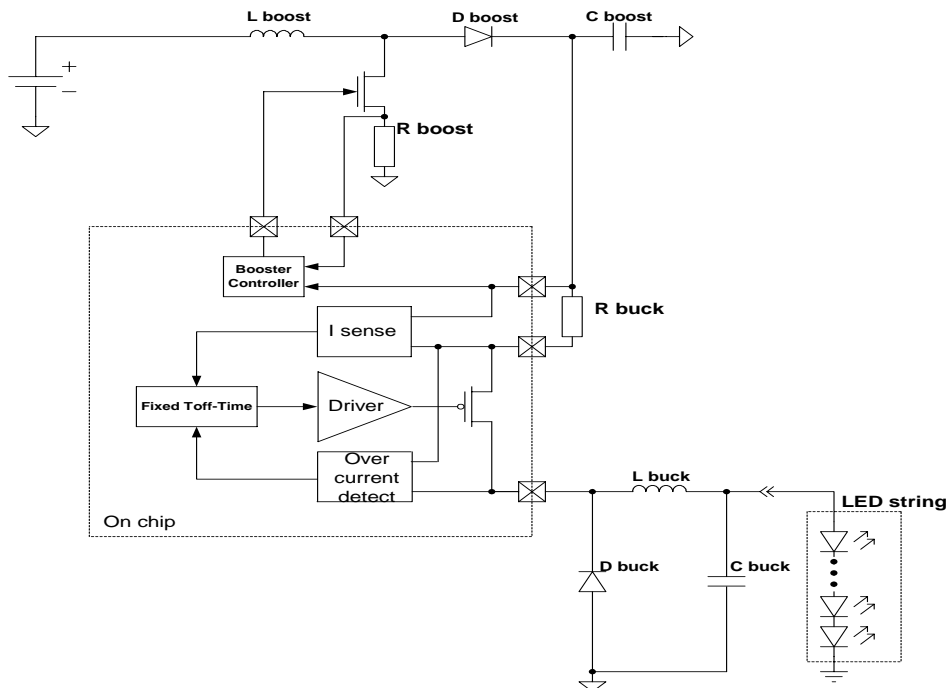 L boost
D boost
C boost
+
–
R boost
Booster
Controller
R buck
I sense
Fixed Toff-Time
Driver
Over
current
detect
On chip
L buck
LED string
D buck
C buck